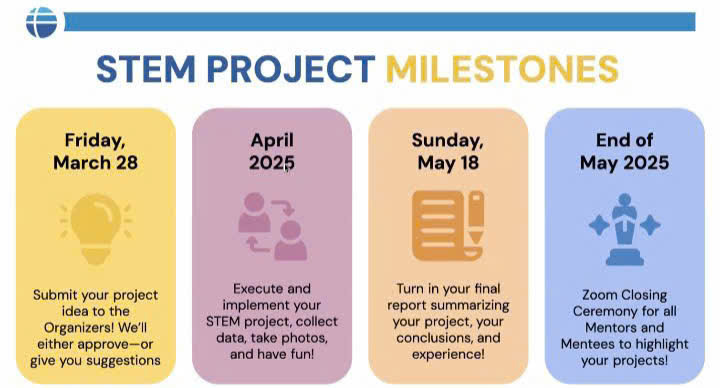 STEM PROJECT MILESTONES
Friday,
March 28
Submit your project
idea to the
Organizers! We'll
either approve—or
give you suggestions
April
2025
Execute and
implement your
STEM project, collect
data, take photos,
and have fun!
Sunday,
May 18
Turn in your final
report summarizing
your project, your
conclusions, and
experience!
End of
May 2025
Zoom Closing
Ceremony for all
Mentors and
Mentees to highlight
your projects!